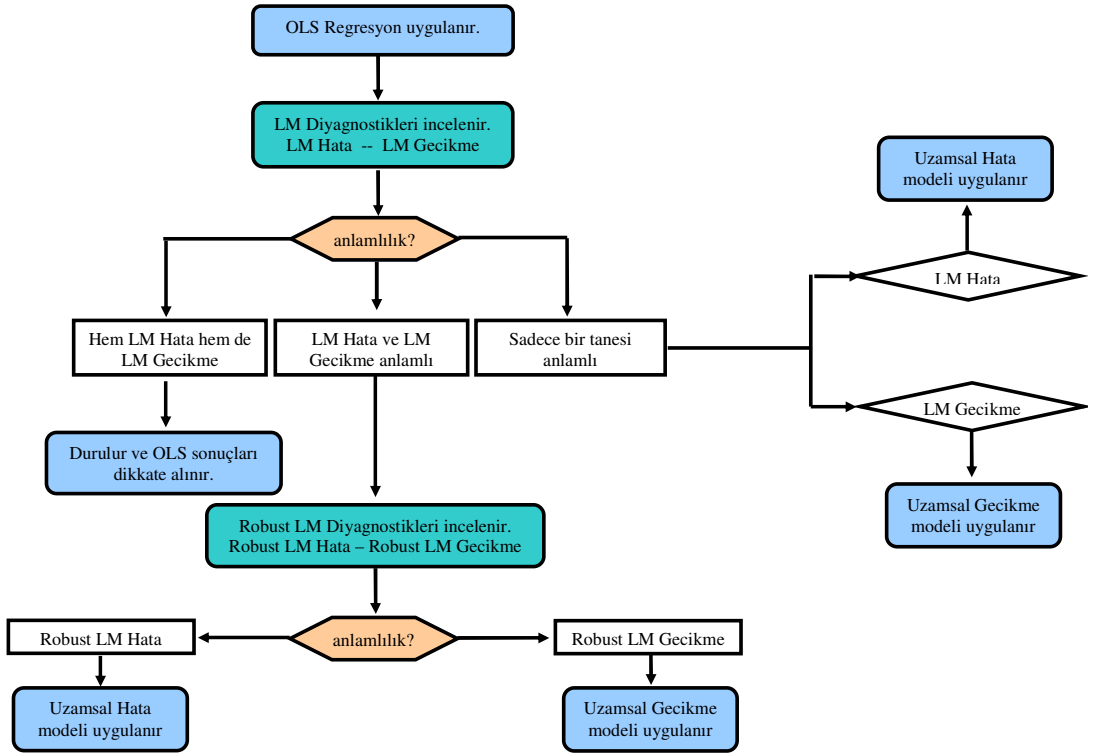 OLS Regresyon uygulanır.
LM Diyagnostikleri incelenir.
LM Hata -- LM Gecikme
Uzamsal Hata
modeli uygulanır
anlamlılık?
LM Hata
Hem LM Hata hem de
LM Gecikme
LM Hata ve LM
Gecikme anlamlı
Sadece bir tanesi
anlamlı
LM Gecikme
Durulur ve OLS sonuçları
dikkate alınır.
Uzamsal Gecikme
modeli uygulanır
Robust LM Diyagnostikleri incelenir.
Robust LM Hata – Robust LM Gecikme
Robust LM Hata
anlamlılık?
Robust LM Gecikme
Uzamsal Hata
modeli uygulanır
Uzamsal Gecikme
modeli uygulanır